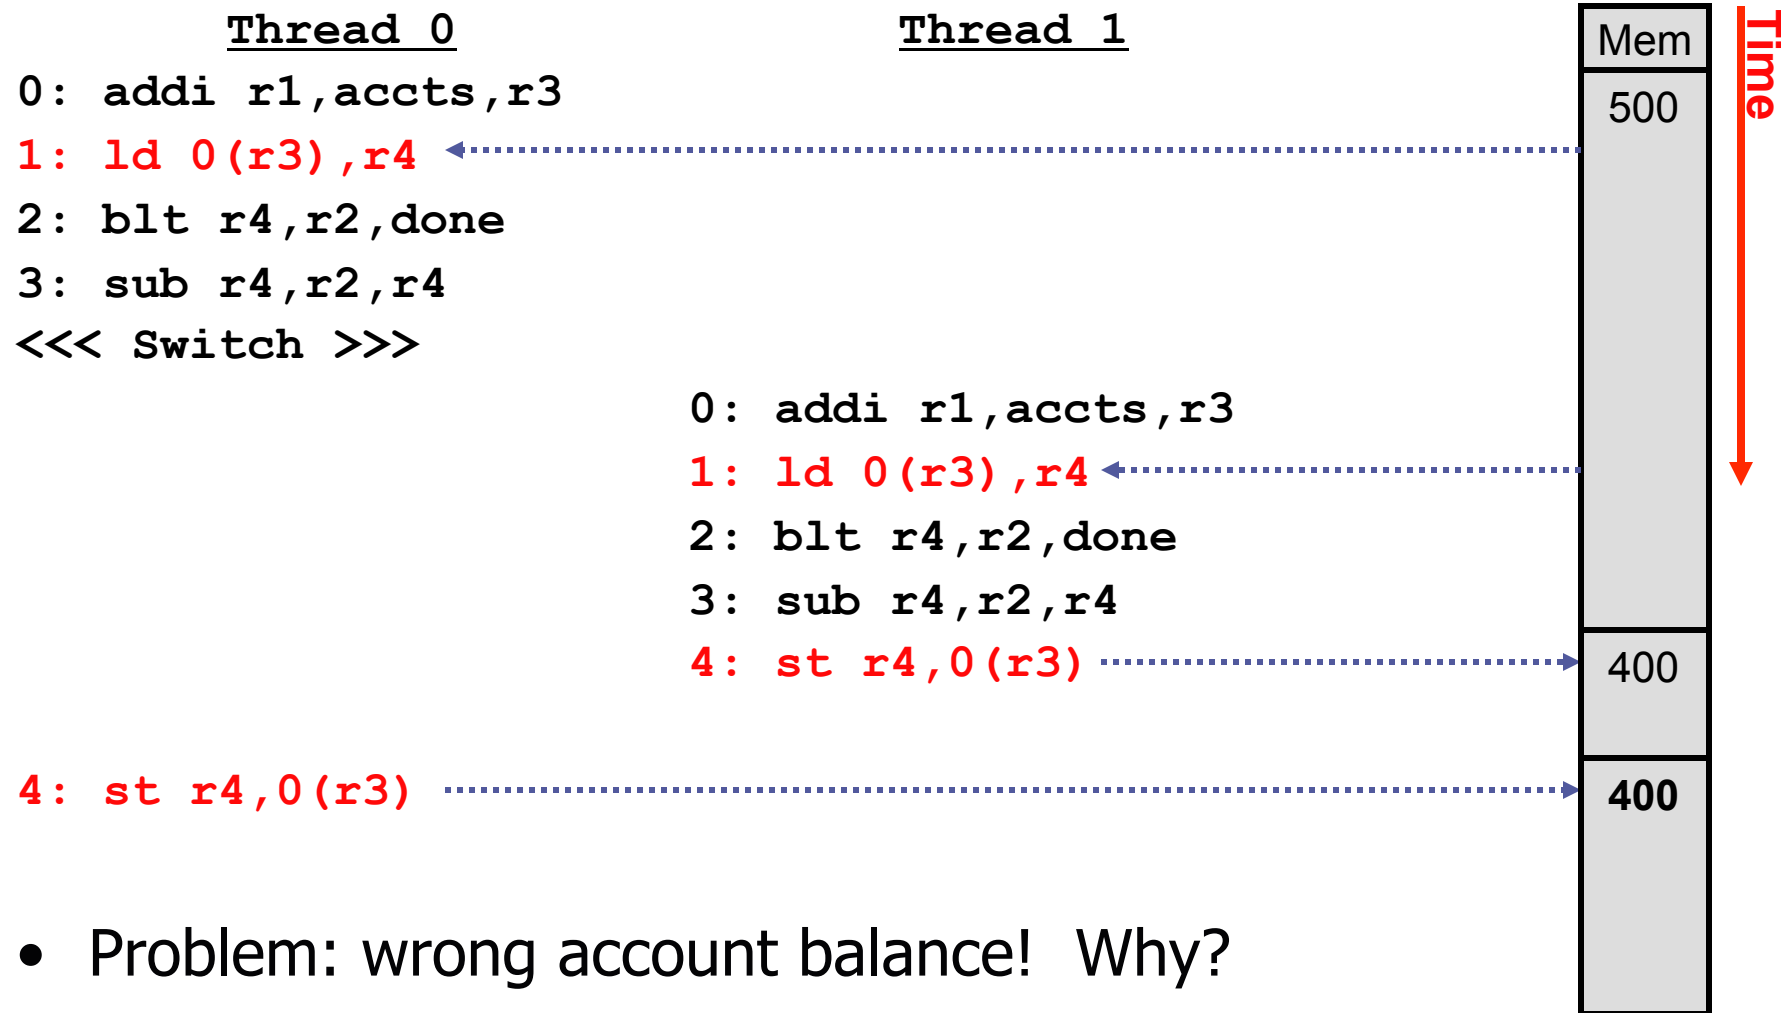 Thread 0
Thread 1
Mem
Time
0: addi r1,accts,r3
500
1: ld 0(r3),r4
2: blt r4,r2,done
3: sub r4,r2,r4
<<< Switch >>>
0: addi r1,accts,r3
1: ld 0(r3),r4
2: blt r4,r2,done
3: sub r4,r2,r4
4: st r4,0(r3)
400
4: st r4,0(r3)
400
• Problem: wrong account balance! Why?